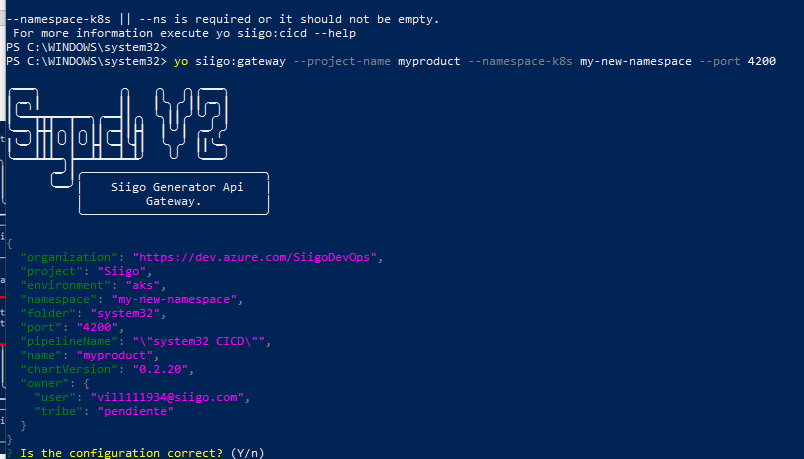 --namespace-k8s || --ns is required or it should not be empty.
For more information execute yo siigo:cicd --help
PS C:\WINDOWS\system32>
PS C:\WINDOWS\system32> yo siigo:gateway --project-name myproduct --namespace-k8s my-new-namespace --port 4200
Siigo Generator Api
Gateway.
{
"organization": "https://dev.azure.com/SiigoDevOps",
"project": "Siigo",
"environment": "aks",
"namespace": "my-new-namespace",
"folder": "system32",
"port": "4200",
"pipelineName": "\"system32 CICD\"",
"name": "myproduct",
"chartVersion": "0.2.20",
"owner": {
"user": "vill111934@siigo.com",
"tribe": "pendiente"
}
}
? Is the configuration correct? (Y/n)